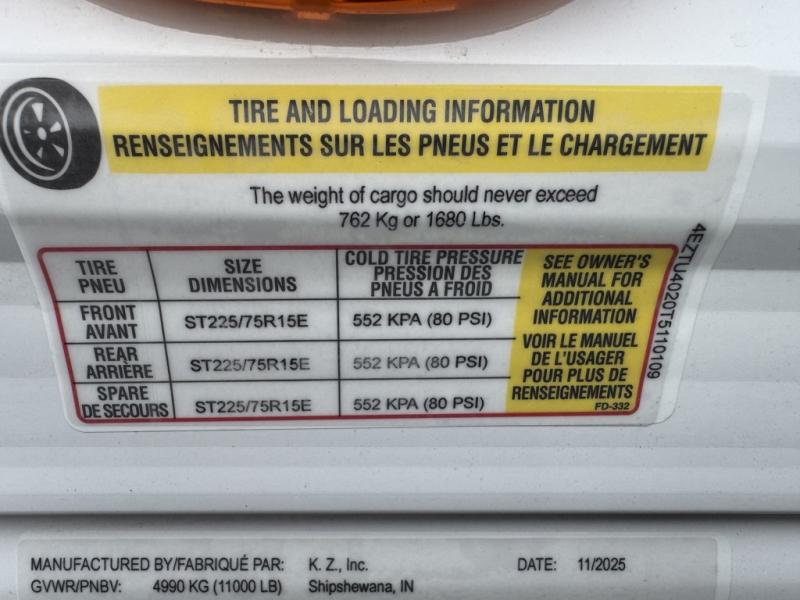 TIRE AND LOADING INFORMATION
RENSEIGNEMENTS SUR LES PNEUS ET LE CHARGEMENT
The weight of cargo should never exceed
762 Kg or 1680 Lbs.
TIRE
PNEU
SIZE
DIMENSIONS
COLD TIRE PRESSURE
PRESSION DES
PNEUS A FROID
FRONT
AVANT
ST225/75R15E
552 KPA (80 PSI)
REAR
ARRIÈRE
ST225/75R15E
552 KPA (80 PSI)
SPARE
DE SECOURS
ST225/75R15E
552 KPA (80 PSI)
SEE OWNER'S
MANUAL FOR
ADDITIONAL
INFORMATION
VOIR LE MANUEL
DE L'USAGER
POUR PLUS DE
RENSEIGNEMENTS
FD-332
4EZTU4020T5110109
MANUFACTURED BY/FABRIQUÉ PAR: K. Z., Inc. DATE: 11/2025
GVWR/PNBV: 4990 KG (11000 LB) Shipshewana, IN